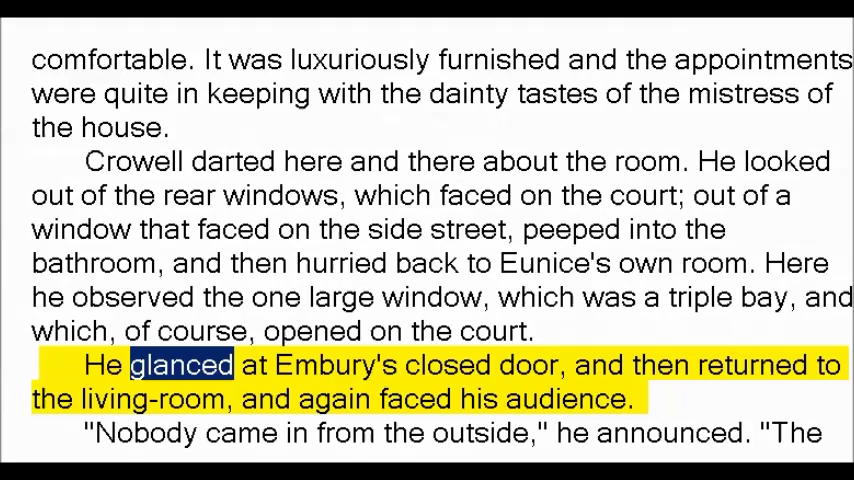 comfortable. It was luxuriously furnished and the appointments
were quite in keeping with the dainty tastes of the mistress of
the house.
Crowell darted here and there about the room. He looked
out of the rear windows, which faced on the court; out of a
window that faced on the side street, peeped into the
bathroom, and then hurried back to Eunice's own room. Here
he observed the one large window, which was a triple bay, and
which, of course, opened on the court.
He glanced at Embury's closed door, and then returned to
the living-room, and again faced his audience.
"Nobody came in from the outside," he announced. "The